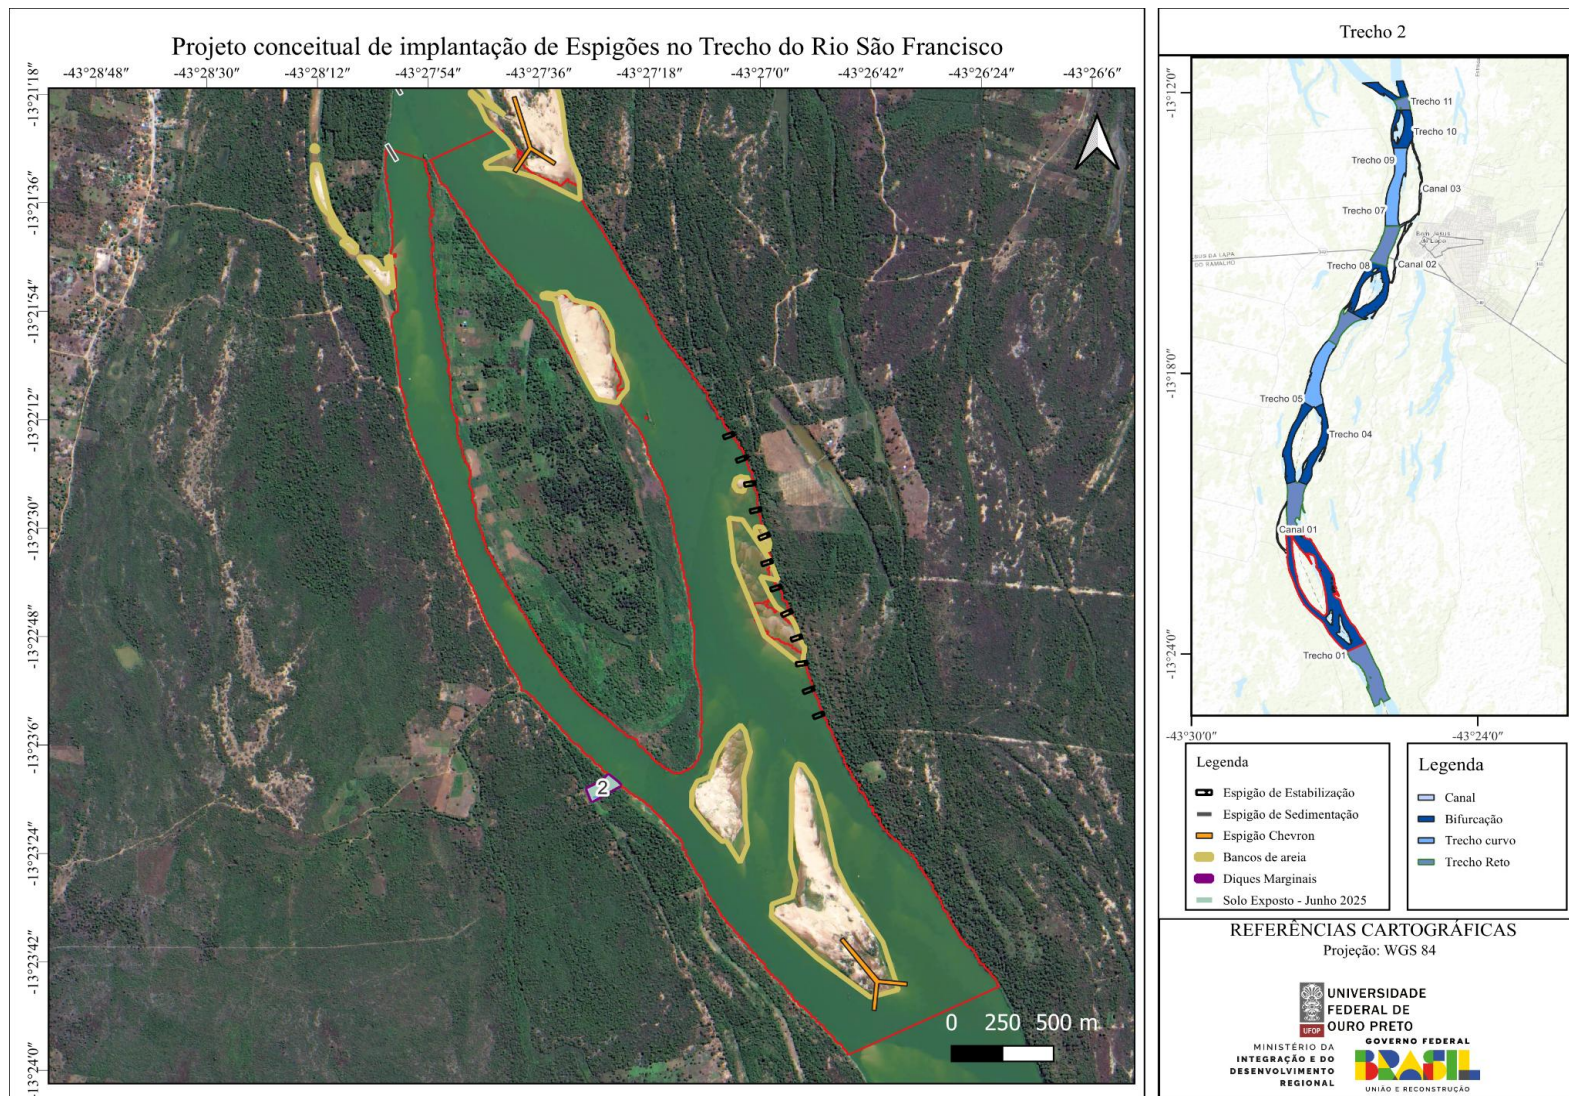 Projeto conceitual de implantação de Espigões no Trecho do Rio São Francisco
-43°28'48" -43°28'30" -43°28'12" -43°27'54" -43°27'36" -43°27'18" -43°27'0" -43°26'42" -43°26'24" -43°26'6"
-13°21'18"
-13°21'36"
-13°21'54"
-13°22'12"
-13°22'30"
-13°22'48"
-13°23'6"
-13°23'24"
-13°23'42"
-13°24'0"
2
0 250 500 m
Trecho 2
-13°12'0"
-13°18'0"
-13°24'0"
Trecho 11
Trecho 10
Trecho 09
Canal 03
Trecho 07
DO RAMALHO
Trecho 08
Canal 02
Trecho 05
Trecho 04
Canal 01
Trecho 01
-43°30'0" -43°24'0"
Legenda
Espigão de Estabilização
Espigão de Sedimentação
Espigão Chevron
Bancos de areia
Diques Marginais
Solo Exposto - Junho 2025
Legenda
Canal
Bifurcação
Trecho curvo
Trecho Reto
REFERÊNCIAS CARTOGRÁFICAS
Projeção: WGS 84
UFOP
UNIVERSIDADE
FEDERAL DE
OURO PRETO
MINISTÉRIO DA
INTEGRAÇÃO E DO
DESENVOLVIMENTO
REGIONAL
GOVERNO FEDERAL
BRASIL
UNIÃO E RECONSTRUÇÃO